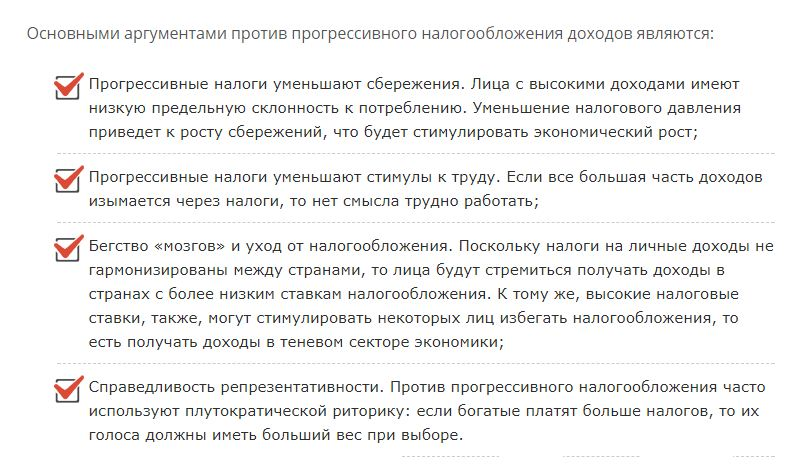 Основными аргументами против прогрессивного налогообложения доходов являются:
Прогрессивные налоги уменьшают сбережения. Лица с высокими доходами имеют
низкую предельную склонность к потреблению. Уменьшение налогового давления
приведет к росту сбережений, что будет стимулировать экономический рост;
Прогрессивные налоги уменьшают стимулы к труду. Если все большая часть доходов
изымается через налоги, то нет смысла трудно работать;
Бегство «мозгов» и уход от налогообложения. Поскольку налоги на личные доходы не
гармонизированы между странами, то лица будут стремиться получать доходы в
странах с более низким ставкам налогообложения. К тому же, высокие налоговые
ставки, также, могут стимулировать некоторых лиц избегать налогообложения, то
есть получать доходы в теневом секторе экономики;
Справедливость репрезентативности. Против прогрессивного налогообложения часто
используют плутократической риторику: если богатые платят больше налогов, то их
голоса должны иметь больший вес при выборе.